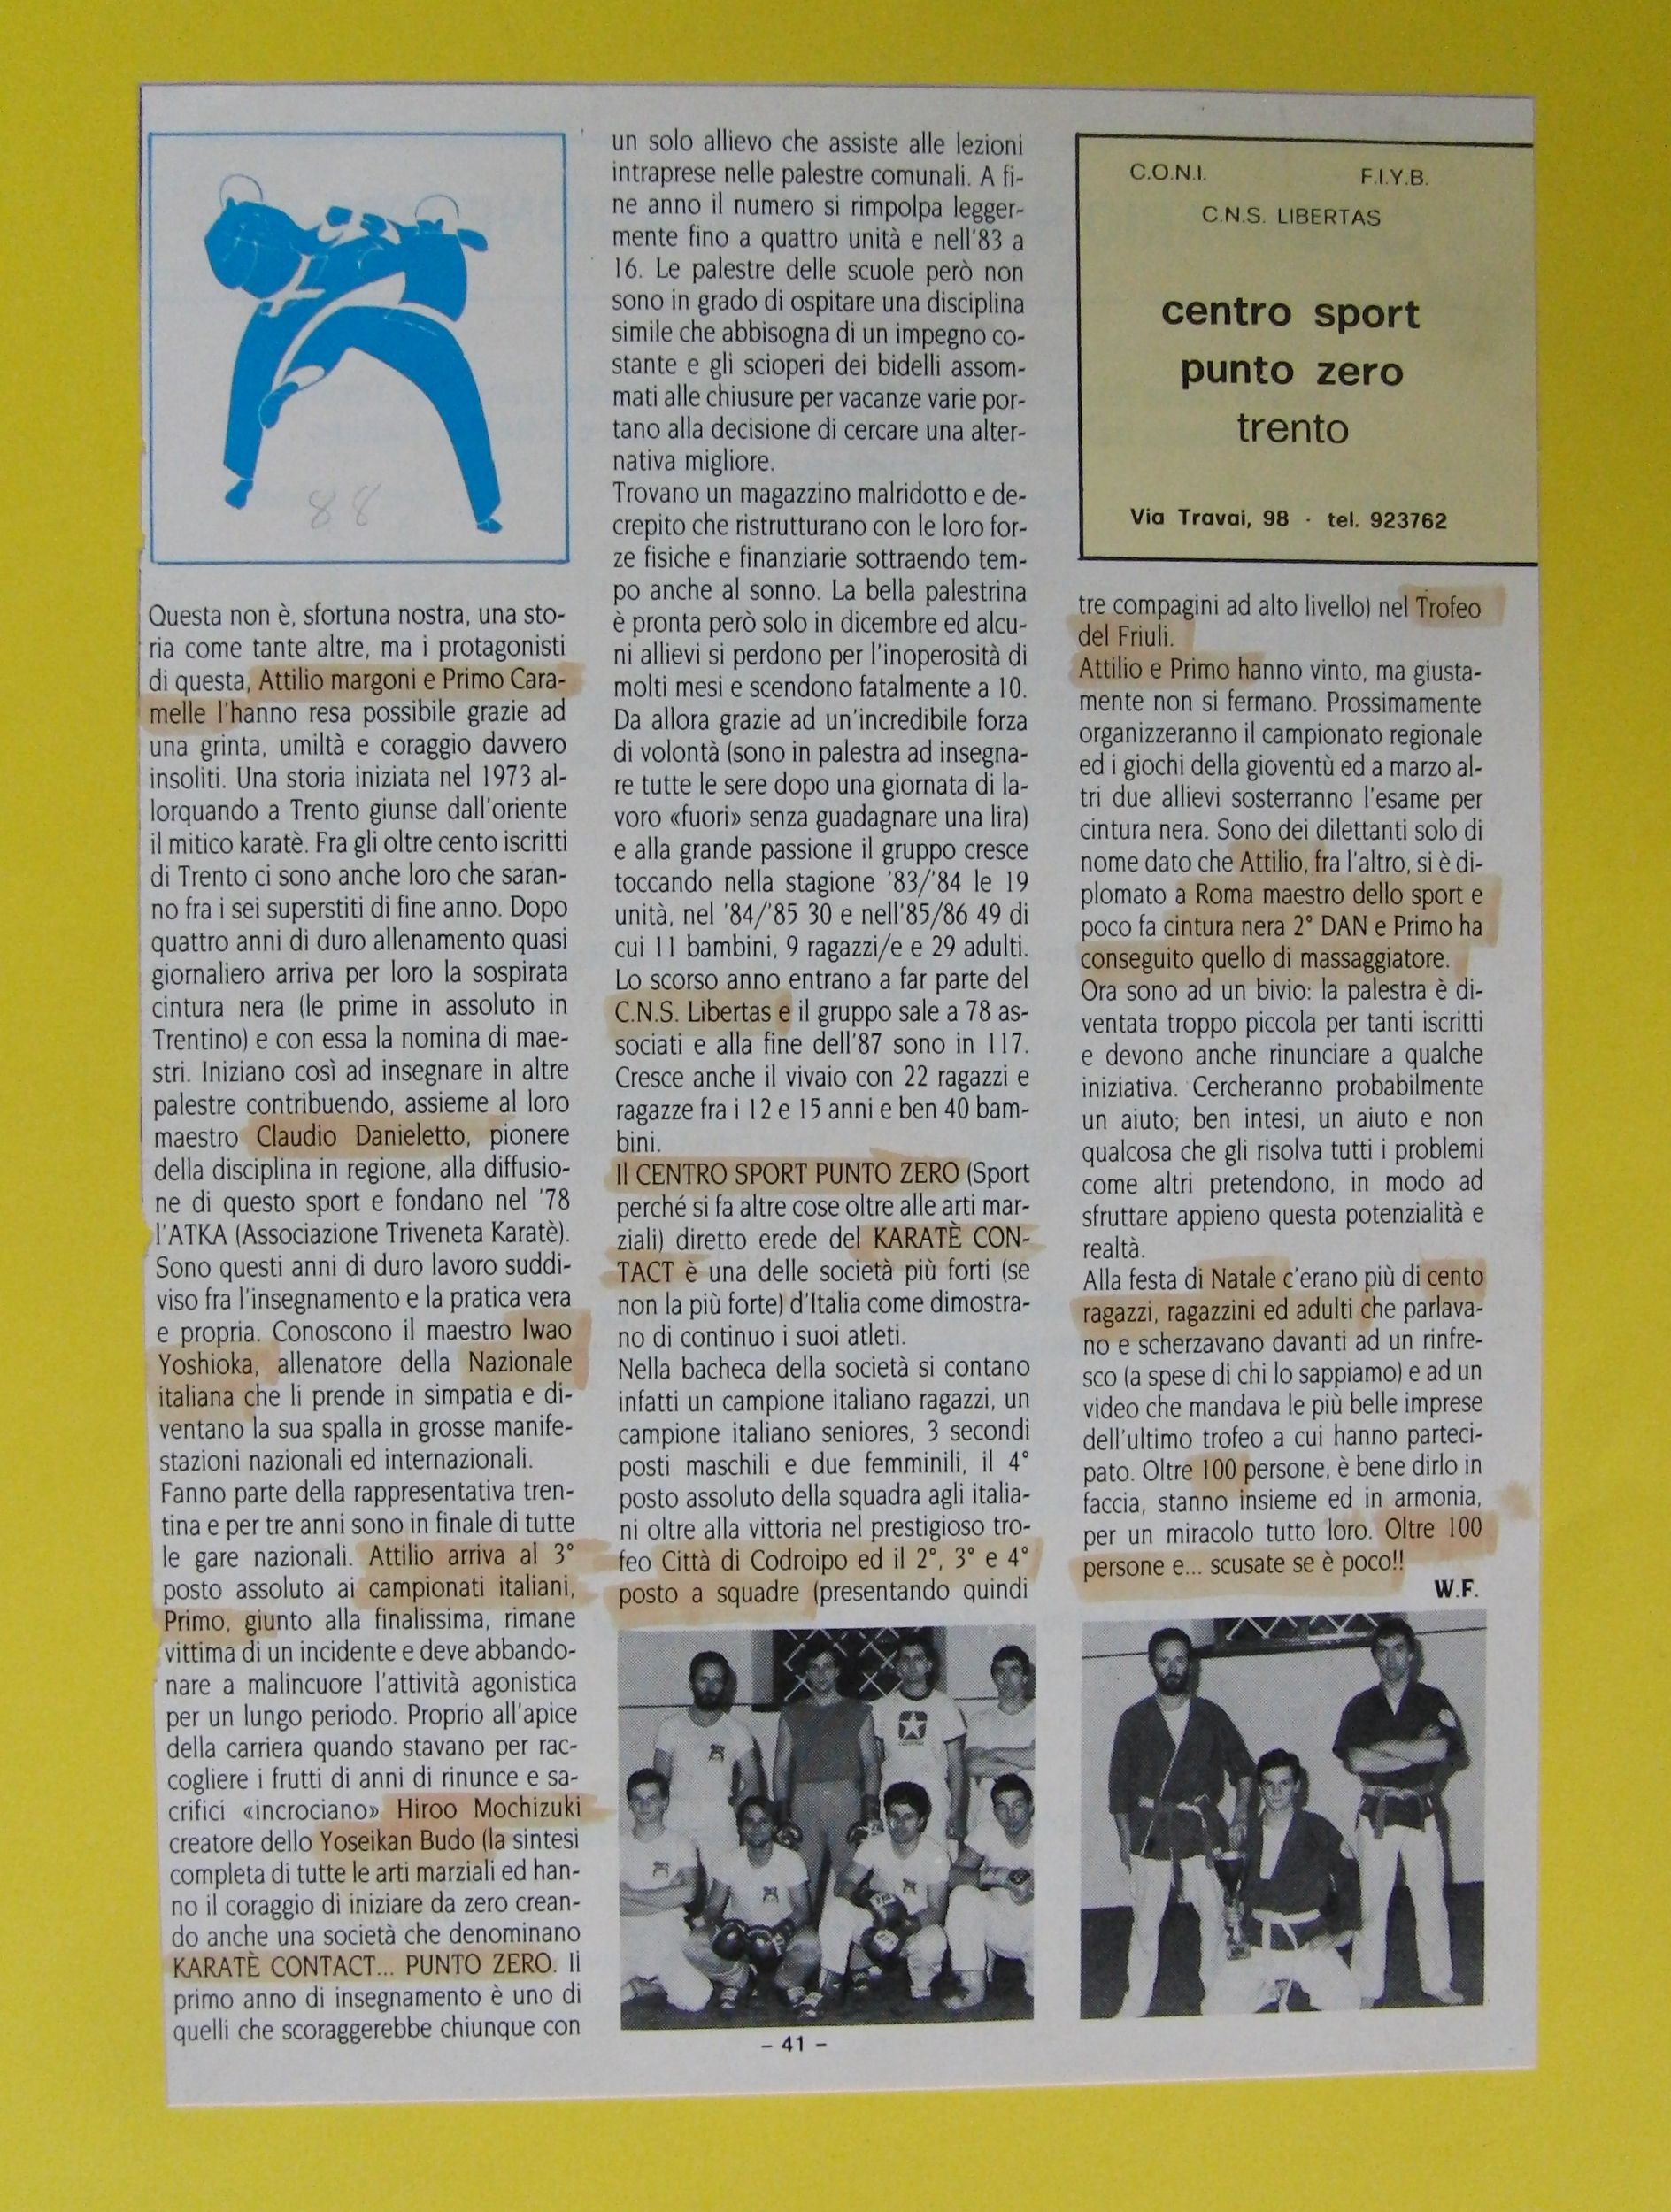 88
Questa non è, sfortuna nostra, una sto-
ria come tante altre, ma i protagonisti
di questa, Attilio margoni e Primo Cara-
melle l'hanno resa possibile grazie ad
una grinta, umiltà e coraggio davvero
insoliti. Una storia iniziata nel 1973 al-
lorquando a Trento giunse dall'oriente
il mitico karatè. Fra gli oltre cento iscritti
di Trento ci sono anche loro che saran-
no fra i sei superstiti di fine anno. Dopo
quattro anni di duro allenamento quasi
giornaliero arriva per loro la sospirata
cintura nera (le prime in assoluto in
Trentino) e con essa la nomina di mae-
stri. Iniziano così ad insegnare in altre
palestre contribuendo, assieme al loro
maestro Claudio Danieletto, pionere
della disciplina in regione, alla diffusio-
ne di questo sport e fondano nel '78
l'ATKA (Associazione Triveneta Karatè).
Sono questi anni di duro lavoro suddi-
viso fra l'insegnamento e la pratica vera
e propria. Conoscono il maestro Iwao
Yoshioka, allenatore della Nazionale
italiana che li prende in simpatia e di-
ventano la sua spalla in grosse manife-
stazioni nazionali ed internazionali.
Fanno parte della rappresentativa tren-
tina e per tre anni sono in finale di tutte
le gare nazionali. Attilio arriva al 3°
posto assoluto ai campionati italiani,
Primo, giunto alla finalissima, rimane
vittima di un incidente e deve abbando-
nare a malincuore l'attività agonistica
per un lungo periodo. Proprio all'apice
della carriera quando stavano per rac-
cogliere i frutti di anni di rinunce e sa-
crifici «incrociano» Hiroo Mochizuki
creatore dello Yoseikan Budo (la sintesi
completa di tutte le arti marziali ed han-
no il coraggio di iniziare da zero crean-
do anche una società che denominano
KARATÈ CONTACT... PUNTO ZERO. Il
primo anno di insegnamento è uno di
quelli che scoraggerebbe chiunque con
un solo allievo che assiste alle lezioni
intraprese nelle palestre comunali. A fi-
ne anno il numero si rimpolpa legger-
mente fino a quattro unità e nell'83 a
16. Le palestre delle scuole però non
sono in grado di ospitare una disciplina
simile che abbisogna di un impegno co-
stante e gli scioperi dei bidelli assom-
mati alle chiusure per vacanze varie por-
tano alla decisione di cercare una alter-
nativa migliore.
Trovano un magazzino malridotto e de-
crepito che ristrutturano con le loro for-
ze fisiche e finanziarie sottraendo tem-
po anche al sonno. La bella palestrina
è pronta però solo in dicembre ed alcu-
ni allievi si perdono per l'inoperosità di
molti mesi e scendono fatalmente a 10.
Da allora grazie ad un'incredibile forza
di volontà (sono in palestra ad insegna-
re tutte le sere dopo una giornata di la-
voro «fuori» senza guadagnare una lira)
e alla grande passione il gruppo cresce
toccando nella stagione '83/'84 le 19
unità, nel '84/'85 30 e nell'85/86 49 di
cui 11 bambini, 9 ragazzi/e e 29 adulti.
Lo scorso anno entrano a far parte del
C.N.S. Libertas e il gruppo sale a 78 as-
sociati e alla fine dell'87 sono in 117.
Cresce anche il vivaio con 22 ragazzi e
ragazze fra i 12 e 15 anni e ben 40 bam-
bini.
Il CENTRO SPORT PUNTO ZERO (Sport
perché si fa altre cose oltre alle arti mar-
ziali) diretto erede del KARATÈ CON-
TACT è una delle società più forti (se
non la più forte) d'Italia come dimostra-
no di continuo i suoi atleti.
Nella bacheca della società si contano
infatti un campione italiano ragazzi, un
campione italiano seniores, 3 secondi
posti maschili e due femminili, il 4°
posto assoluto della squadra agli italia-
ni oltre alla vittoria nel prestigioso tro-
feo Città di Codroipo ed il 2°, 3° e 4°
posto a squadre (presentando quindi
C.O.N.I. F.I.Y.B.
C.N.S. LIBERTAS
centro sport
punto zero
trento
Via Travai, 98 - tel. 923762
tre compagini ad alto livello) nel Trofeo
del Friuli.
Attilio e Primo hanno vinto, ma giusta-
mente non si fermano. Prossimamente
organizzeranno il campionato regionale
ed i giochi della gioventù ed a marzo al-
tri due allievi sosterranno l'esame per
cintura nera. Sono dei dilettanti solo di
nome dato che Attilio, fra l'altro, si è di-
plomato a Roma maestro dello sport e
poco fa cintura nera 2° DAN e Primo ha
conseguito quello di massaggiatore.
Ora sono ad un bivio: la palestra è di-
ventata troppo piccola per tanti iscritti
e devono anche rinunciare a qualche
iniziativa. Cercheranno probabilmente
un aiuto; ben intesi, un aiuto e non
qualcosa che gli risolva tutti i problemi
come altri pretendono, in modo ad
sfruttare appieno questa potenzialità e
realtà.
Alla festa di Natale c'erano più di cento
ragazzi, ragazzini ed adulti che parlava-
no e scherzavano davanti ad un rinfre-
sco (a spese di chi lo sappiamo) e ad un
video che mandava le più belle imprese
dell'ultimo trofeo a cui hanno parteci-
pato. Oltre 100 persone, è bene dirlo in
faccia, stanno insieme ed in armonia,
per un miracolo tutto loro. Oltre 100
persone e... scusate se è poco!!
W.F.
- 41 -